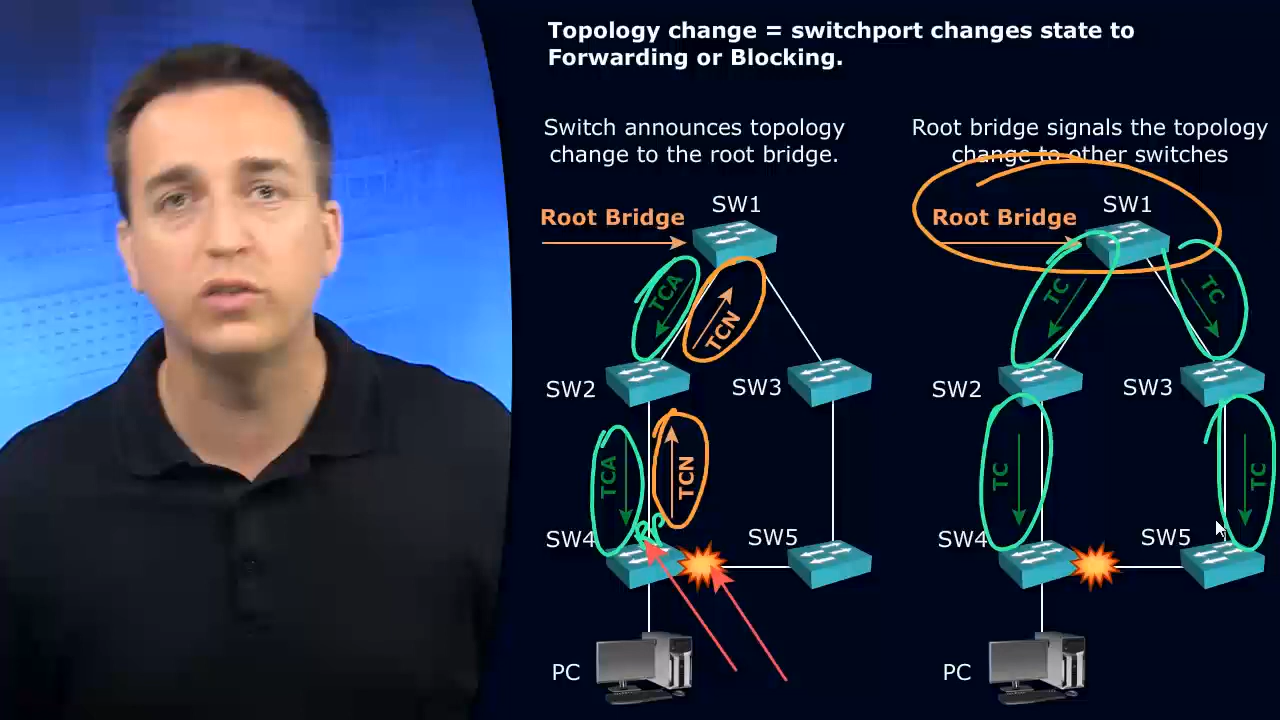 Topology change = switchport changes state to
Forwarding or Blocking.
Switch announces topology
change to the root bridge.
Root Bridge
SW1
TCA
TCN
SW2
SW3
TCA
TCN
SW4
SW5
PC
Root bridge signals the topology
change to other switches
Root Bridge
SW1
TC
TC
SW2
SW3
TC
TC
SW4
SW5
PC